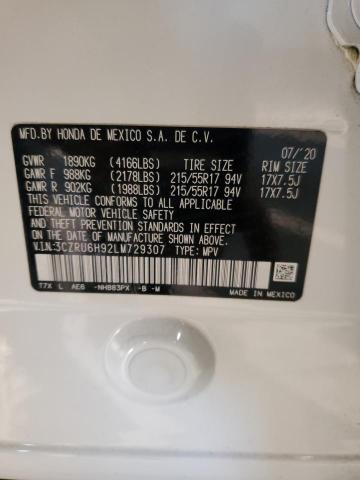 MFD.BY HONDA DE MEXICO S.A. DE C.V.
07/'20
GVWR 1890KG (4166LBS) TIRE SIZE RIM SIZE
GAWR F 988KG (2178LBS) 215/55R17 94V 17X7.5J
GAWR R 902KG (1988LBS) 215/55R17 94V 17X7.5J
THIS VEHICLE CONFORMS TO ALL APPLICABLE
FEDERAL MOTOR VEHICLE SAFETY AND THEFT
PREVENTION STANDARDS IN EFFECT ON THE DATE
OF MANUFACTURE SHOWN ABOVE.
V.I.N:3CZRU6H92LM729307 TYPE: MPV
T7X L AE6 -NH883PX -B -M
MADE IN MEXICO